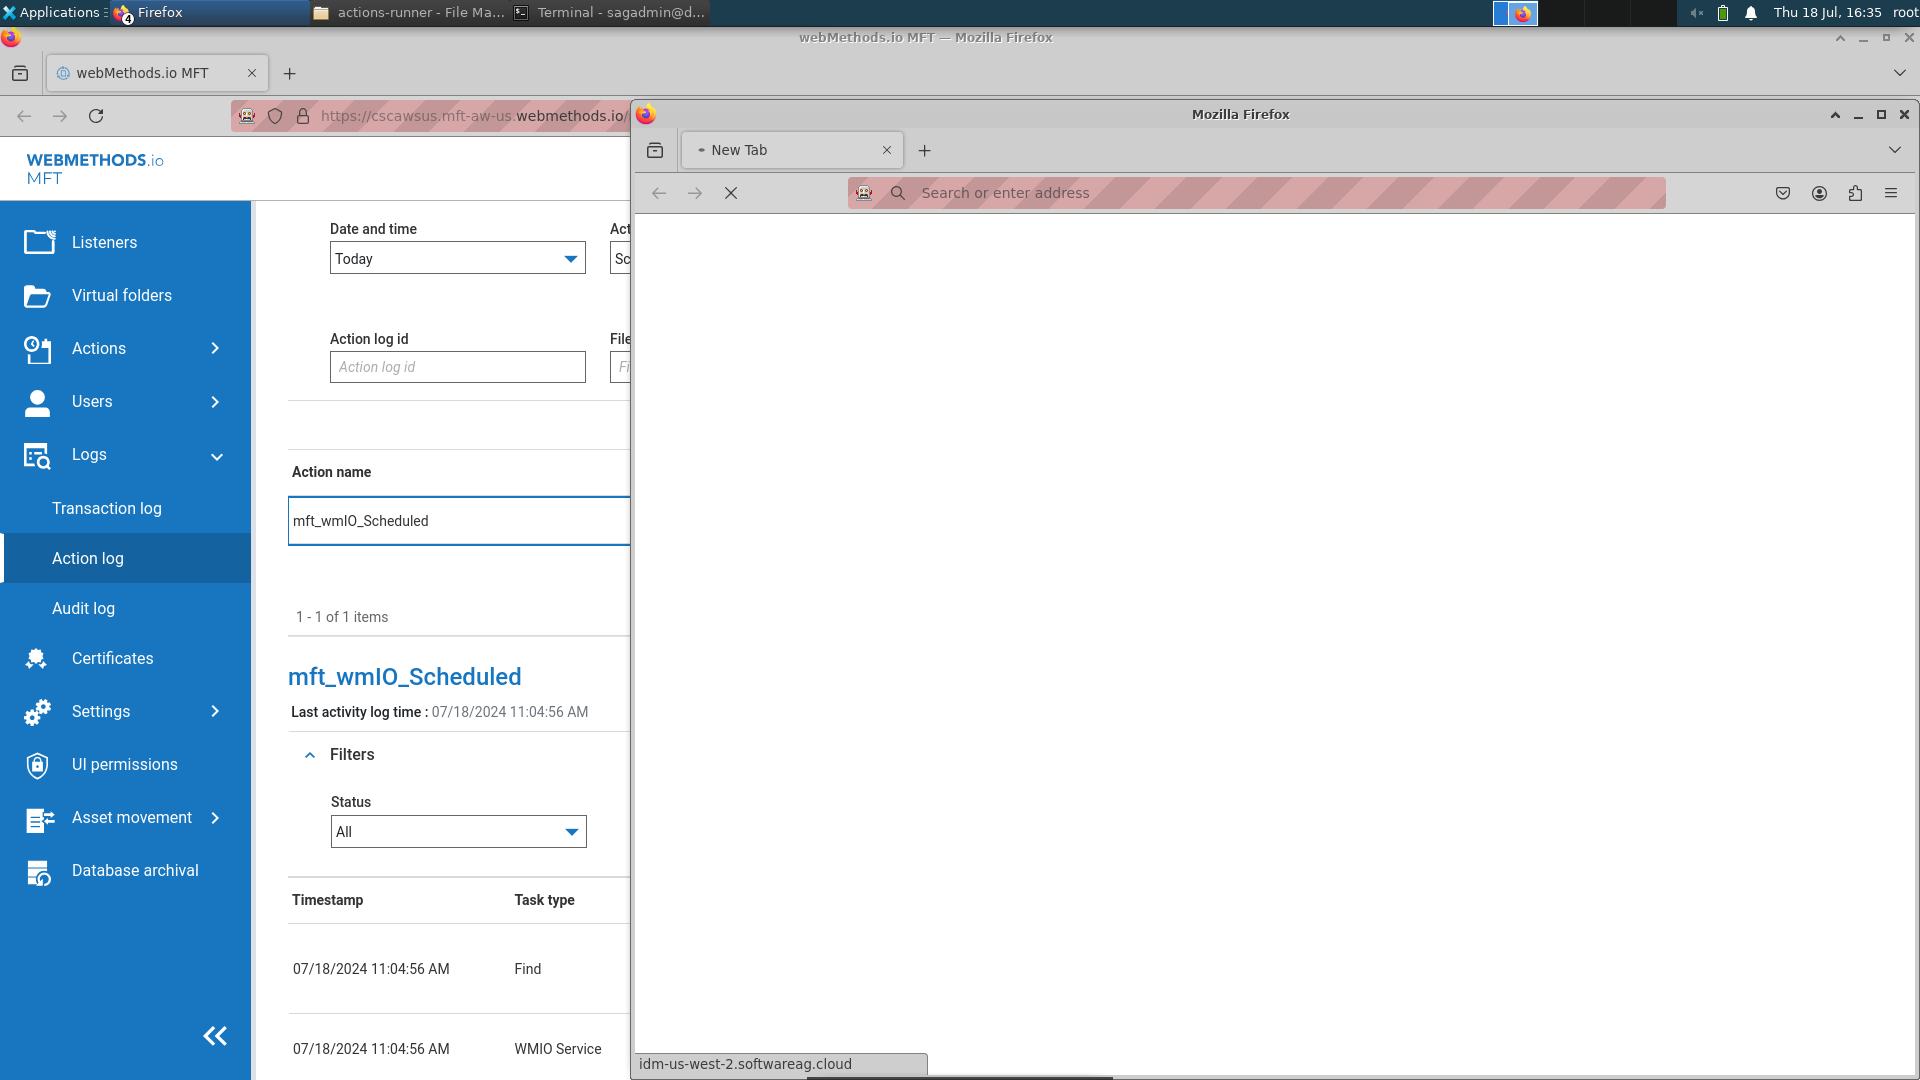 Applications
4
Firefox
actions-runner - File Ma...
Terminal - sagadmin@d...
Thu 18 Jul, 16:35
root
webMethods.io MFT — Mozilla Firefox
webMethods.io MFT
https://cscawsus.mft-aw-us.webmethods.io/
Mozilla Firefox
New Tab
Search or enter address
WEBMETHODS.io
MFT
Listeners
Virtual folders
Actions
Users
Logs
Transaction log
Action log
Audit log
Certificates
Settings
UI permissions
Asset movement
Database archival
Date and time
Act
Today
Sc
Action log id
File
Action log id
Fi
Action name
mft_wmIO_Scheduled
1 - 1 of 1 items
mft_wmIO_Scheduled
Last activity log time : 07/18/2024 11:04:56 AM
Filters
Status
All
Timestamp
Task type
07/18/2024 11:04:56 AM
Find
07/18/2024 11:04:56 AM
WMIO Service
idm-us-west-2.softwareag.cloud